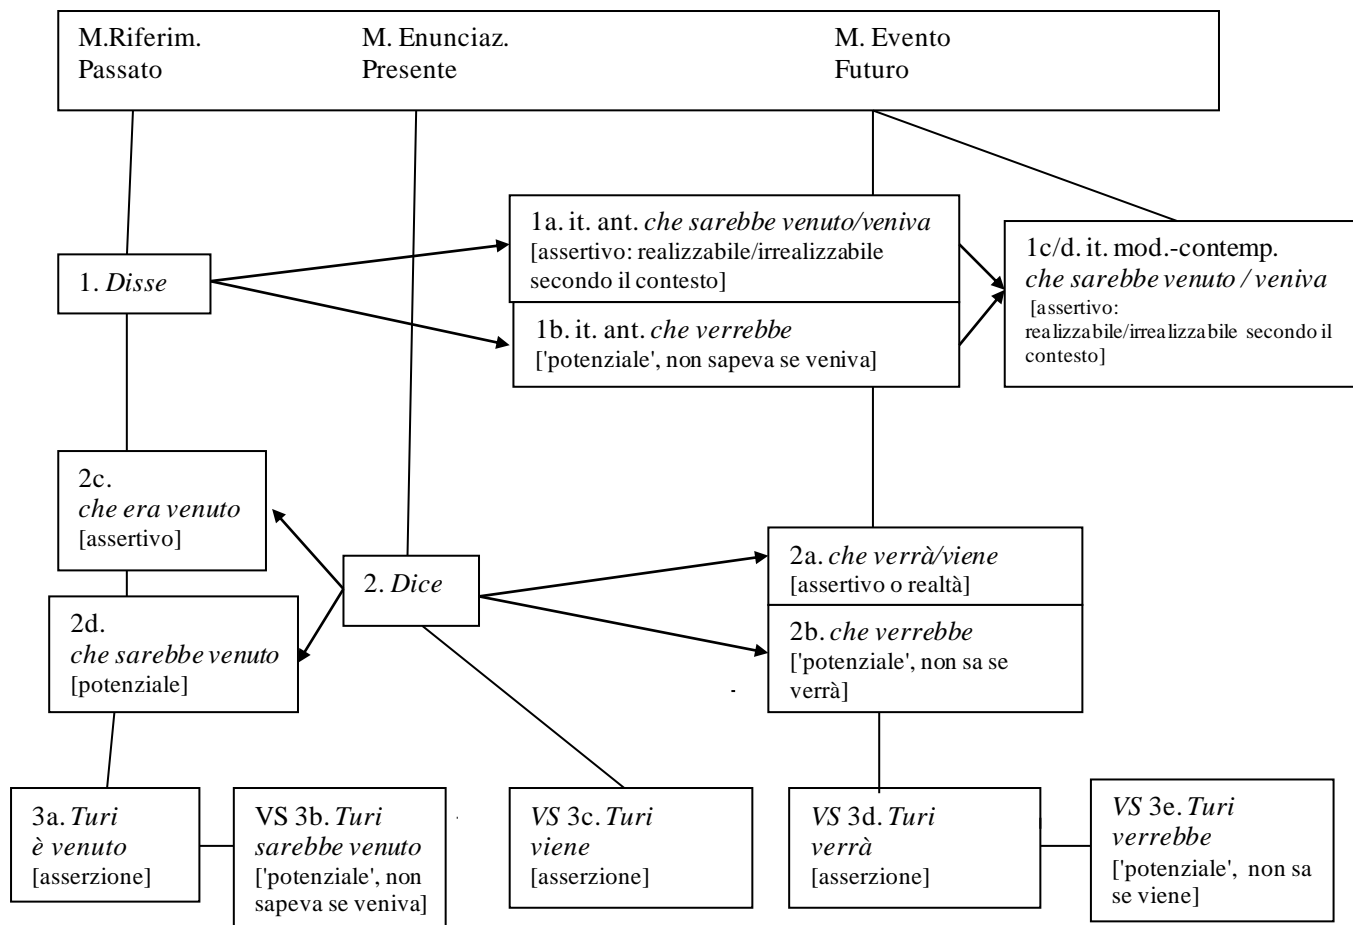 M.Riferim.
Passato
M. Enunciaz.
Presente
M. Evento
Futuro
1a. it. ant. che sarebbe venuto/veniva
[assertivo: realizzabile/irrealizzabile
secondo il contesto]
1. Disse
1b. it. ant. che verrebbe
['potenziale', non sapeva se veniva]
1c/d. it. mod.-contemp.
che sarebbe venuto / veniva
[assertivo:
realizzabile/irrealizzabile secondo il
contesto]
2c.
che era venuto
[assertivo]
2d.
che sarebbe venuto
[potenziale]
2. Dice
2a. che verrà/viene
[assertivo o realtà]
2b. che verrebbe
['potenziale', non sa se
verrà]
3a. Turi
è venuto
[asserzione]
VS 3b. Turi
sarebbe venuto
['potenziale', non
sapeva se veniva]
VS 3c. Turi
viene
[asserzione]
VS 3d. Turi
verrà
[asserzione]
VS 3e. Turi
verrebbe
['potenziale', non sa
se viene]